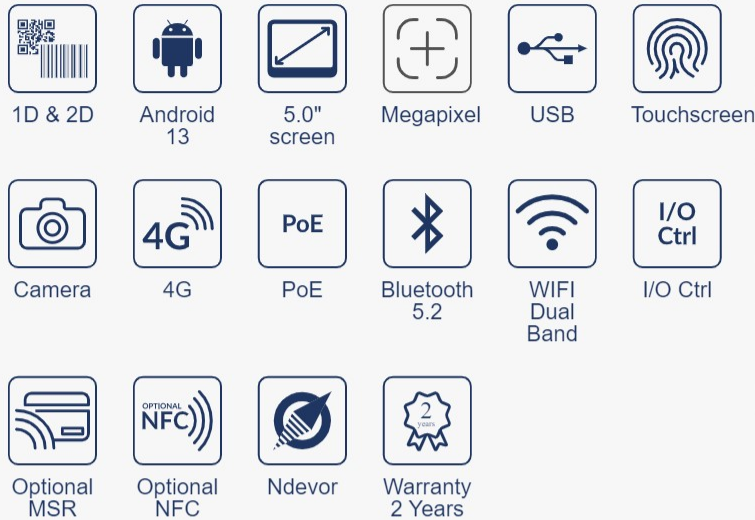 1D & 2D
Android
13
5.0"
screen
Megapixel
USB
Touchscreen
4G
PoE
I/O
Ctrl
Camera
4G
PoE
Bluetooth
5.2
WIFI
Dual
Band
I/O Ctrl
OPTIONAL
NFC
2
years
Optional
MSR
Optional
NFC
Ndevor
Warranty
2 Years